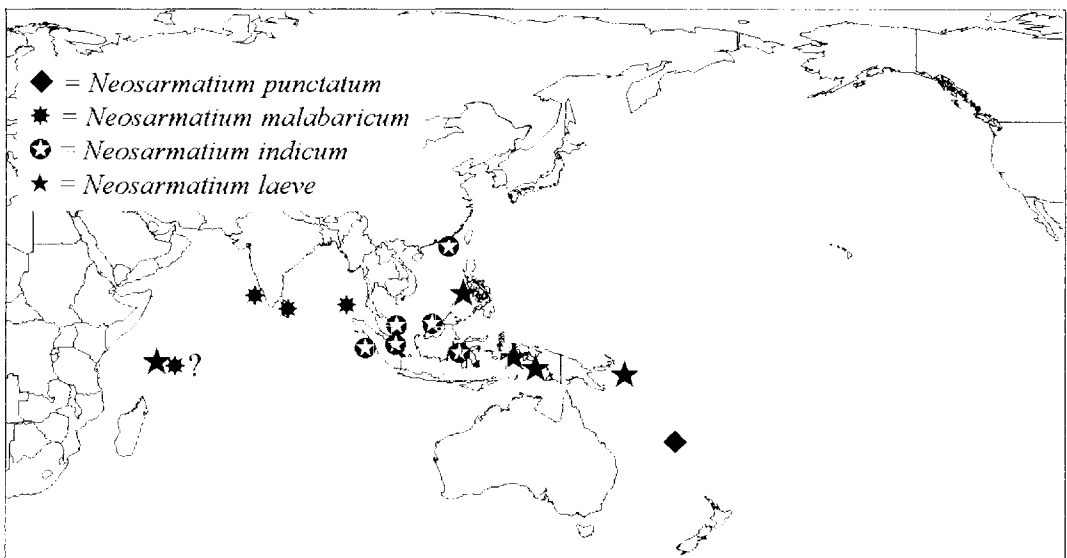 ◆ = Neosarmatium punctatum
✸ = Neosarmatium malabaricum
✪ = Neosarmatium indicum
★ = Neosarmatium laeve
?